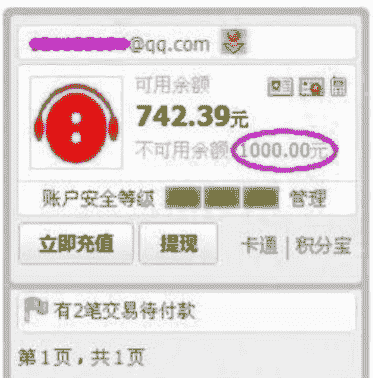 @qq.com
可用余额
742.39元
不可用余额 1000.00元
账户安全等级 管理
立即充值 提现 卡通 | 积分宝
有2笔交易待付款
第1页，共1页